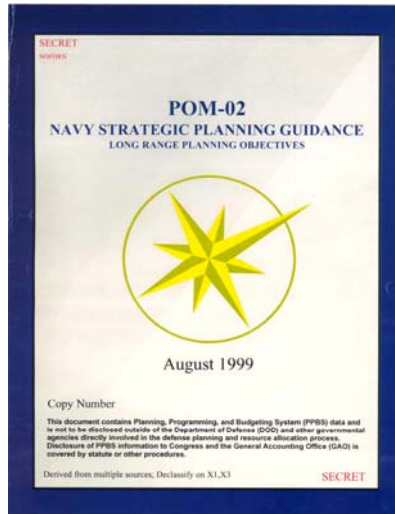 SECRET
NOFORN
POM-02
NAVY STRATEGIC PLANNING GUIDANCE
LONG RANGE PLANNING OBJECTIVES
August 1999
Copy Number
This document contains Planning, Programming, and Budgeting System (PPBS) data and
is not to be disclosed outside of the Department of Defense (DOD) and other governmental
agencies directly involved in the defense planning and resource allocation process.
Disclosure of PPBS information to Congress and the General Accounting Office (GAO) is
covered by statute or other procedures.
Derived from multiple sources; Declassify on X1,X3
SECRET